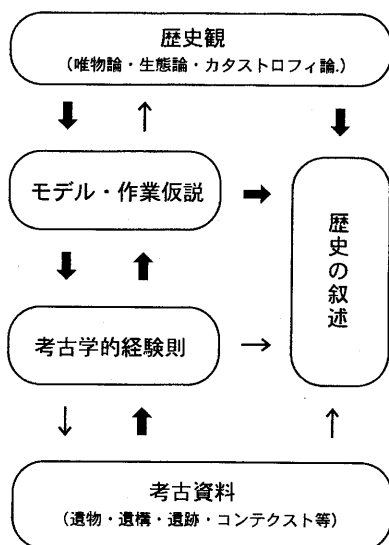 歴史観
(唯物論・生態論・カタストロフィ論.)
モデル・作業仮説
歴史の叙述
考古学的経験則
考古資料
(遺物・遺構・遺跡・コンテクスト等)